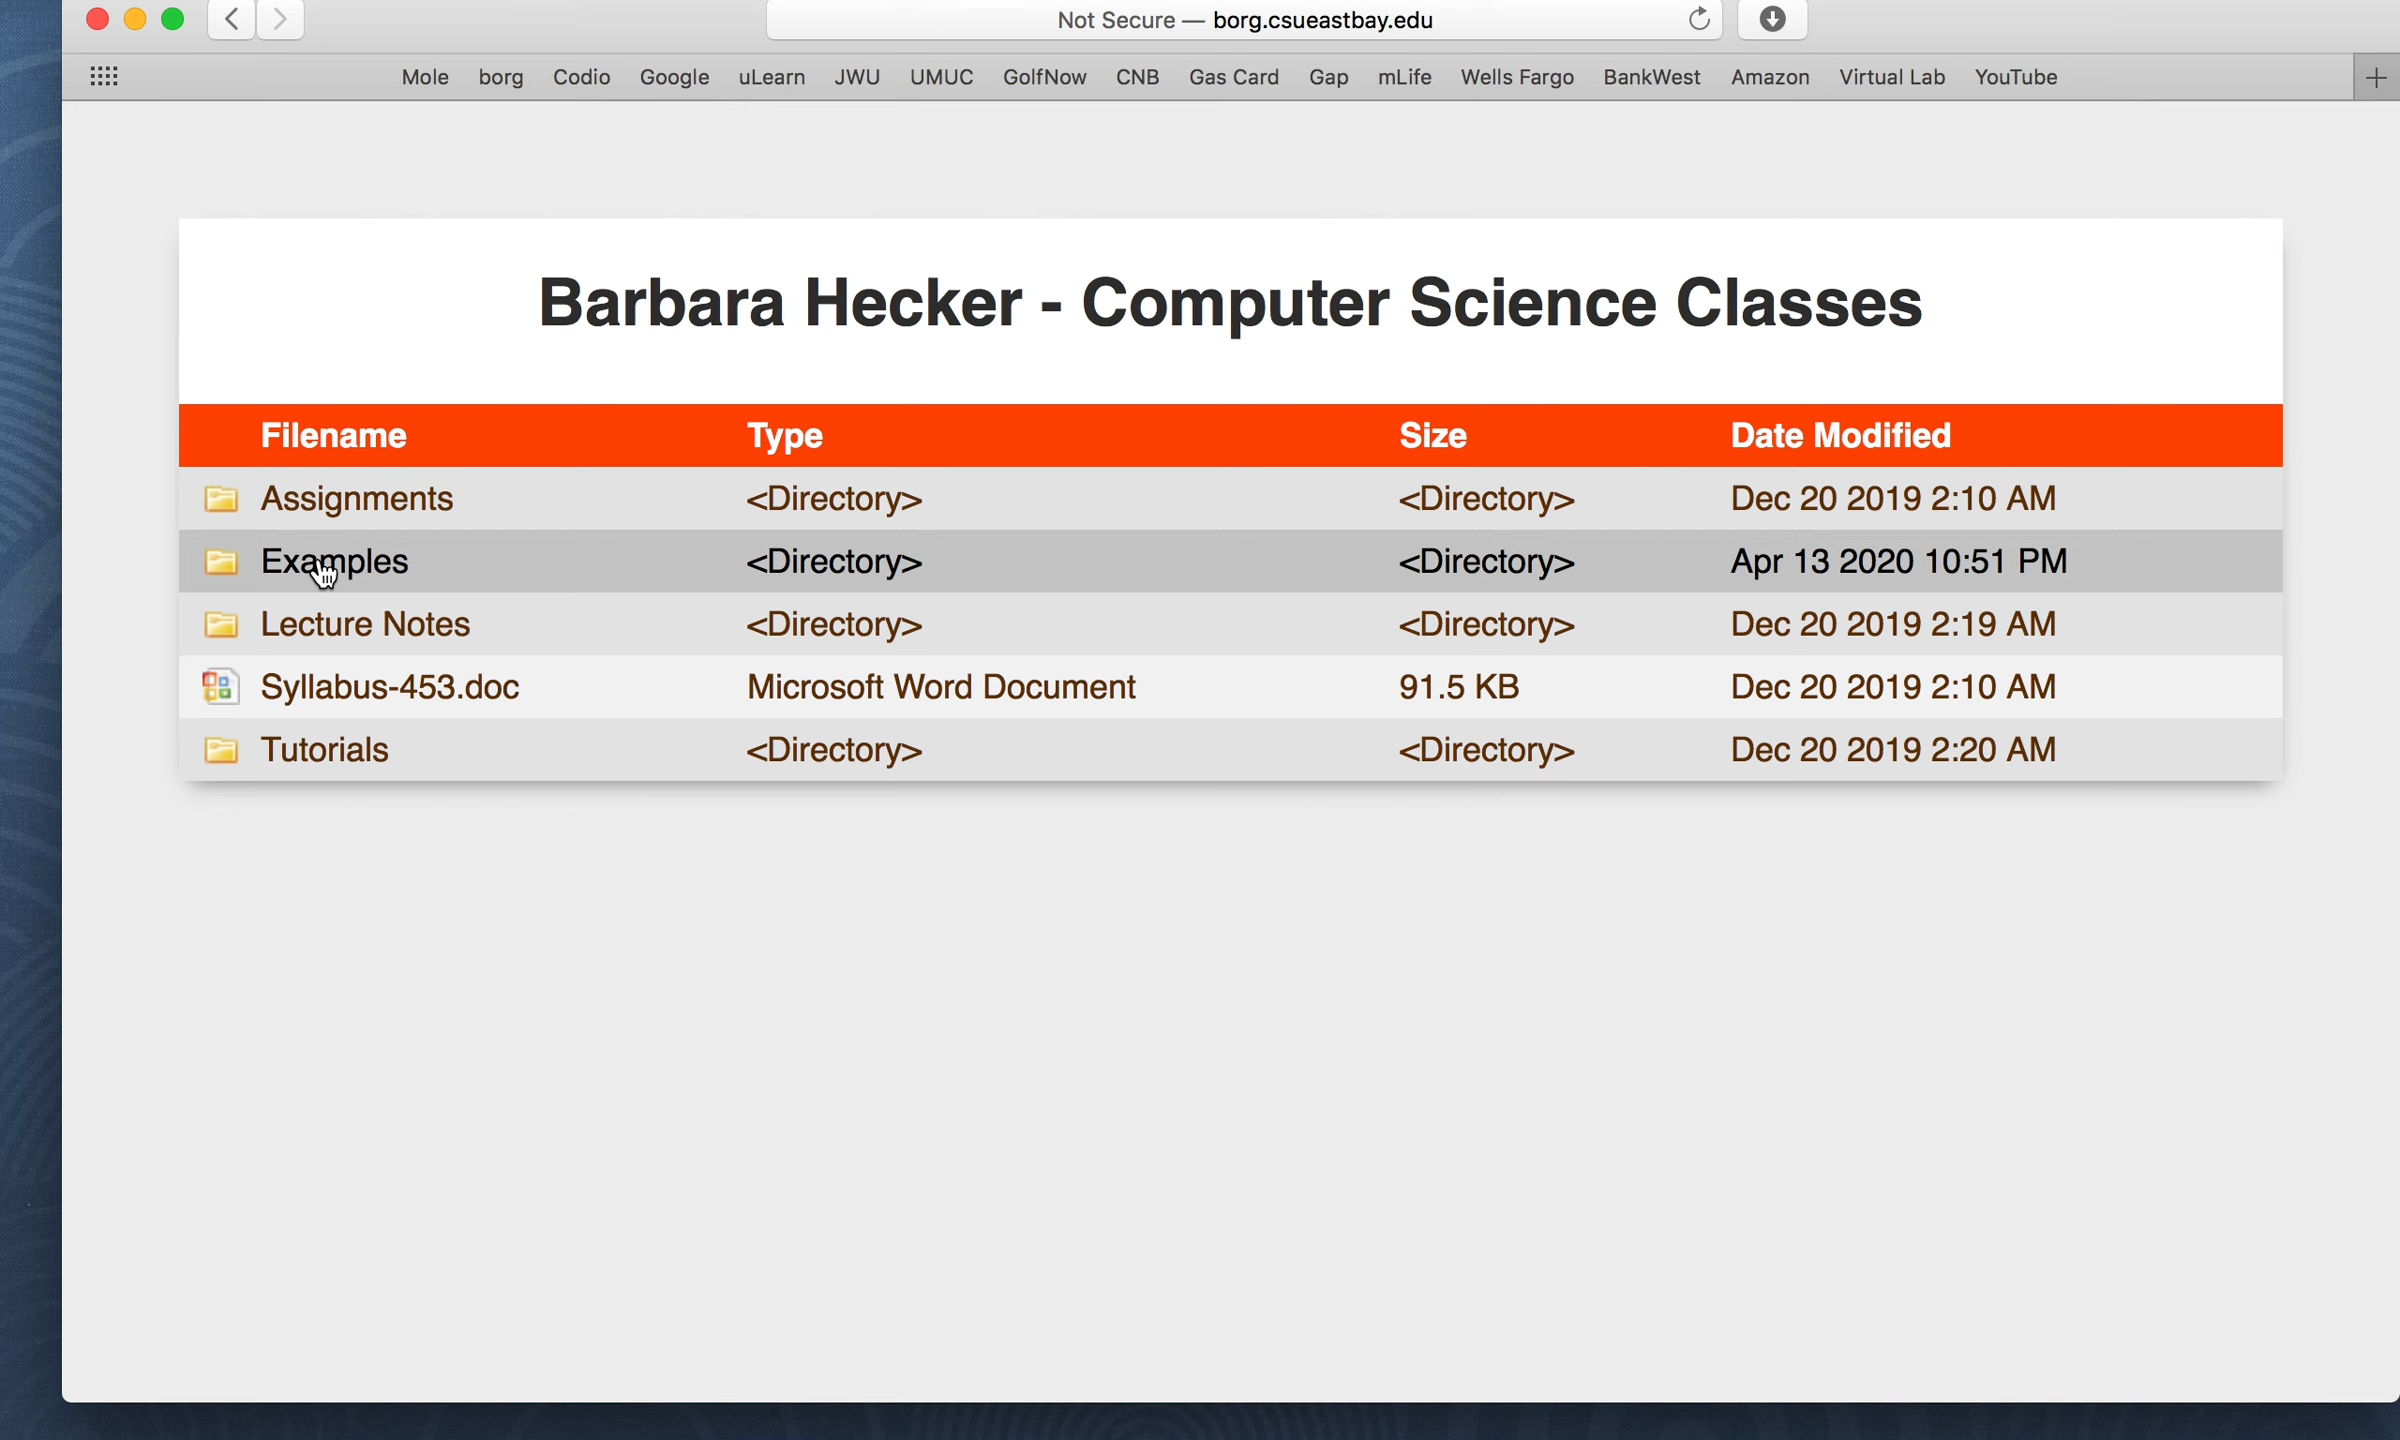 Not Secure — borg.csueastbay.edu
Mole borg Codio Google uLearn JWU UMUC GolfNow CNB Gas Card Gap mLife Wells Fargo BankWest Amazon Virtual Lab YouTube
Barbara Hecker - Computer Science Classes
Filename Type Size Date Modified
Assignments <Directory> <Directory> Dec 20 2019 2:10 AM
Examples <Directory> <Directory> Apr 13 2020 10:51 PM
Lecture Notes <Directory> <Directory> Dec 20 2019 2:19 AM
Syllabus-453.doc Microsoft Word Document 91.5 KB Dec 20 2019 2:10 AM
Tutorials <Directory> <Directory> Dec 20 2019 2:20 AM